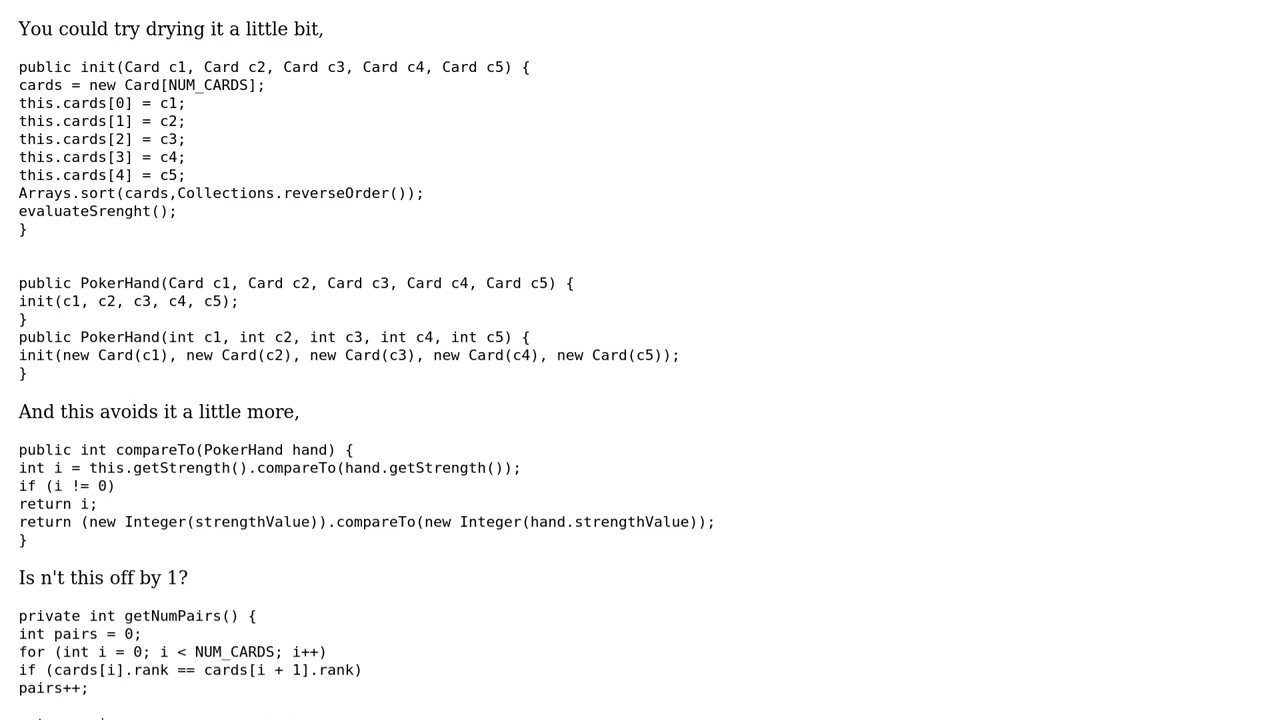 You could try drying it a little bit,
public init(Card c1, Card c2, Card c3, Card c4, Card c5) {
cards = new Card[NUM_CARDS];
this.cards[0] = c1;
this.cards[1] = c2;
this.cards[2] = c3;
this.cards[3] = c4;
this.cards[4] = c5;
Arrays.sort(cards,Collections.reverseOrder());
evaluateSrenght();
}
public PokerHand(Card c1, Card c2, Card c3, Card c4, Card c5) {
init(c1, c2, c3, c4, c5);
}
public PokerHand(int c1, int c2, int c3, int c4, int c5) {
init(new Card(c1), new Card(c2), new Card(c3), new Card(c4), new Card(c5));
}
And this avoids it a little more,
public int compareTo(PokerHand hand) {
int i = this.getStrength().compareTo(hand.getStrength());
if (i != 0)
return i;
return (new Integer(strengthValue)).compareTo(new Integer(hand.strengthValue));
}
Is n't this off by 1?
private int getNumPairs() {
int pairs = 0;
for (int i = 0; i < NUM_CARDS; i++)
if (cards[i].rank == cards[i + 1].rank)
pairs++;